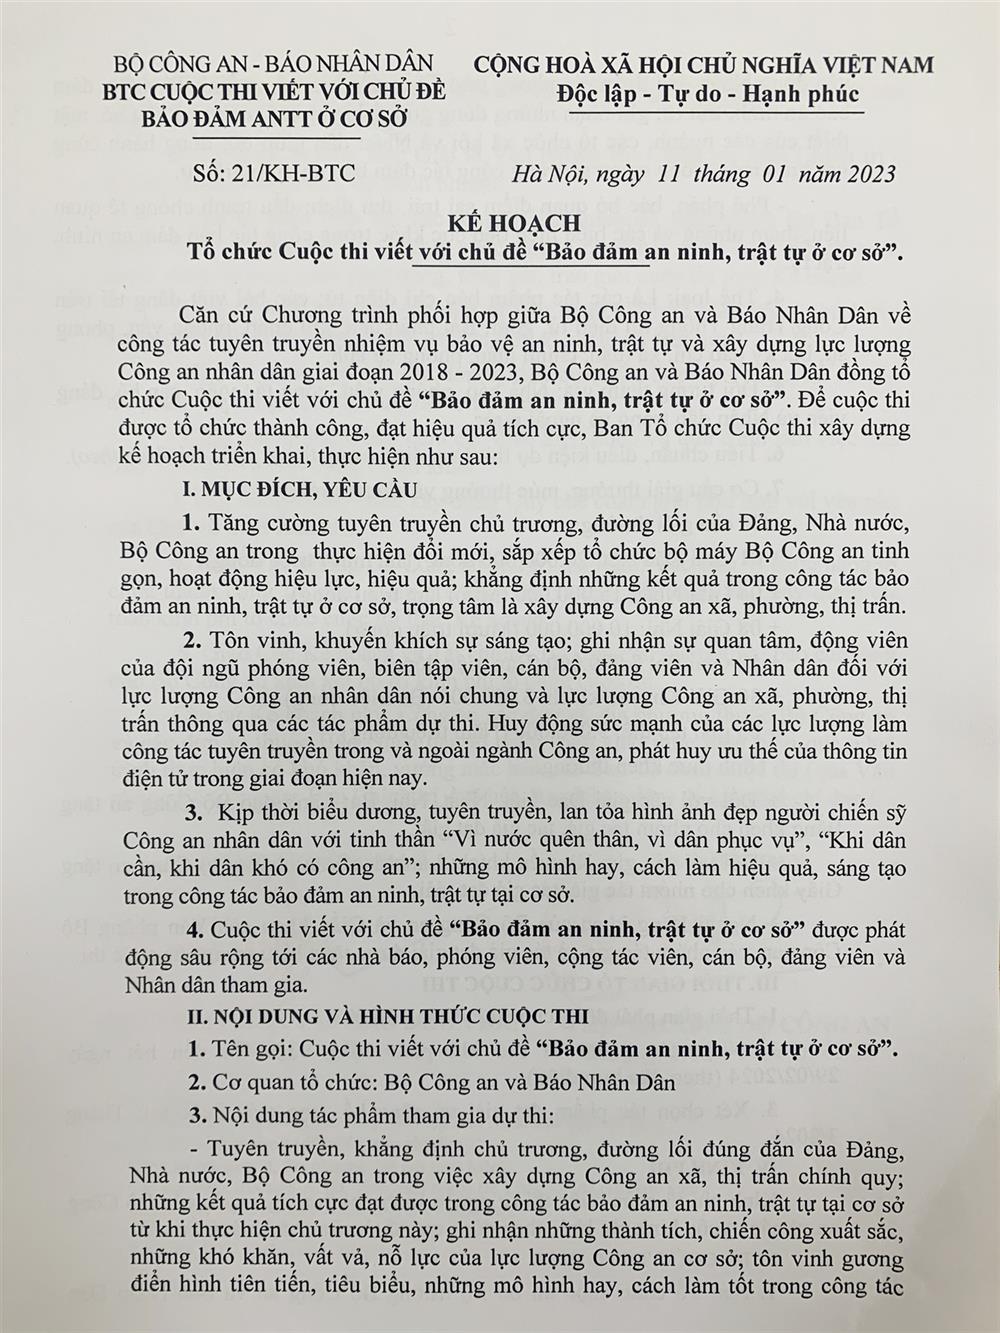 BỘ CÔNG AN - BÁO NHÂN DÂN
BTC CUỘC THI VIẾT VỚI CHỦ ĐỀ
BẢO ĐẢM ANTT Ở CƠ SỞ
CỘNG HOÀ XÃ HỘI CHỦ NGHĨA VIỆT NAM
Độc lập - Tự do - Hạnh phúc
Số: 21/KH-BTC
Hà Nội, ngày 11 tháng 01 năm 2023
KẾ HOẠCH
Tổ chức Cuộc thi viết với chủ đề “Bảo đảm an ninh, trật tự ở cơ sở”.
Căn cứ Chương trình phối hợp giữa Bộ Công an và Báo Nhân Dân về
công tác tuyên truyền nhiệm vụ bảo vệ an ninh, trật tự và xây dựng lực lượng
Công an nhân dân giai đoạn 2018 - 2023, Bộ Công an và Báo Nhân Dân đồng tổ
chức Cuộc thi viết với chủ đề “Bảo đảm an ninh, trật tự ở cơ sở”. Để cuộc thi
được tổ chức thành công, đạt hiệu quả tích cực, Ban Tổ chức Cuộc thi xây dựng
kế hoạch triển khai, thực hiện như sau:
I. MỤC ĐÍCH, YÊU CẦU
1. Tăng cường tuyên truyền chủ trương, đường lối của Đảng, Nhà nước,
Bộ Công an trong thực hiện đổi mới, sắp xếp tổ chức bộ máy Bộ Công an tinh
gọn, hoạt động hiệu lực, hiệu quả; khẳng định những kết quả trong công tác bảo
đảm an ninh, trật tự ở cơ sở, trọng tâm là xây dựng Công an xã, phường, thị trấn.
2. Tôn vinh, khuyến khích sự sáng tạo; ghi nhận sự quan tâm, động viên
của đội ngũ phóng viên, biên tập viên, cán bộ, đảng viên và Nhân dân đối với
lực lượng Công an nhân dân nói chung và lực lượng Công an xã, phường, thị
trấn thông qua các tác phẩm dự thi. Huy động sức mạnh của các lực lượng làm
công tác tuyên truyền trong và ngoài ngành Công an, phát huy ưu thế của thông tin
điện tử trong giai đoạn hiện nay.
3. Kịp thời biểu dương, tuyên truyền, lan tỏa hình ảnh đẹp người chiến sỹ
Công an nhân dân với tinh thần “Vì nước quên thân, vì dân phục vụ”, “Khi dân
cần, khi dân khó có công an”; những mô hình hay, cách làm hiệu quả, sáng tạo
trong công tác bảo đảm an ninh, trật tự tại cơ sở.
4. Cuộc thi viết với chủ đề “Bảo đảm an ninh, trật tự ở cơ sở” được phát
động sâu rộng tới các nhà báo, phóng viên, cộng tác viên, cán bộ, đảng viên và
Nhân dân tham gia.
II. NỘI DUNG VÀ HÌNH THỨC CUỘC THI
1. Tên gọi: Cuộc thi viết với chủ đề “Bảo đảm an ninh, trật tự ở cơ sở”.
2. Cơ quan tổ chức: Bộ Công an và Báo Nhân Dân
3. Nội dung tác phẩm tham gia dự thi:
- Tuyên truyền, khẳng định chủ trương, đường lối đúng đắn của Đảng,
Nhà nước, Bộ Công an trong việc xây dựng Công an xã, thị trấn chính quy;
những kết quả tích cực đạt được trong công tác bảo đảm an ninh, trật tự tại cơ sở
từ khi thực hiện chủ trương này; ghi nhận những thành tích, chiến công xuất sắc,
những khó khăn, vất vả, nỗ lực của lực lượng Công an cơ sở; tôn vinh gương
điển hình tiên tiến, tiêu biểu, những mô hình hay, cách làm tốt trong công tác